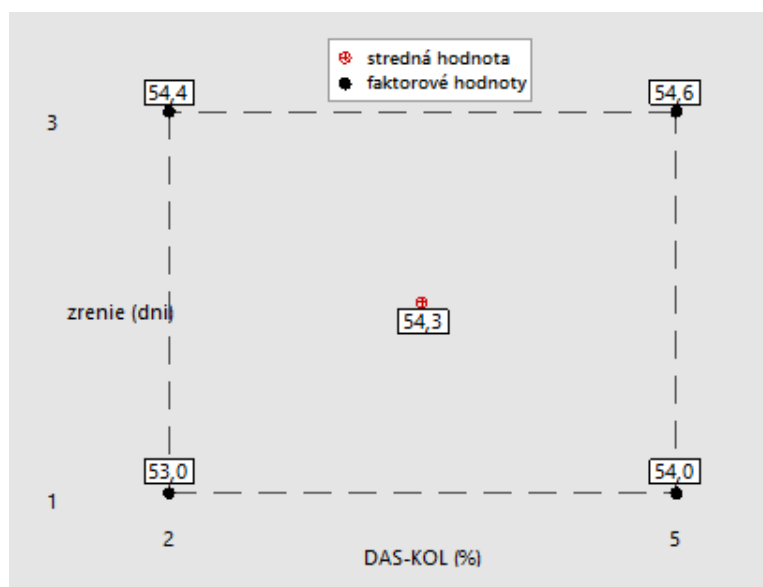 stredná hodnota
faktorové hodnoty
54,4
54,6
3
zrenie (dni)
54,3
53,0
54,0
1
2
5
DAS-KOL (%)